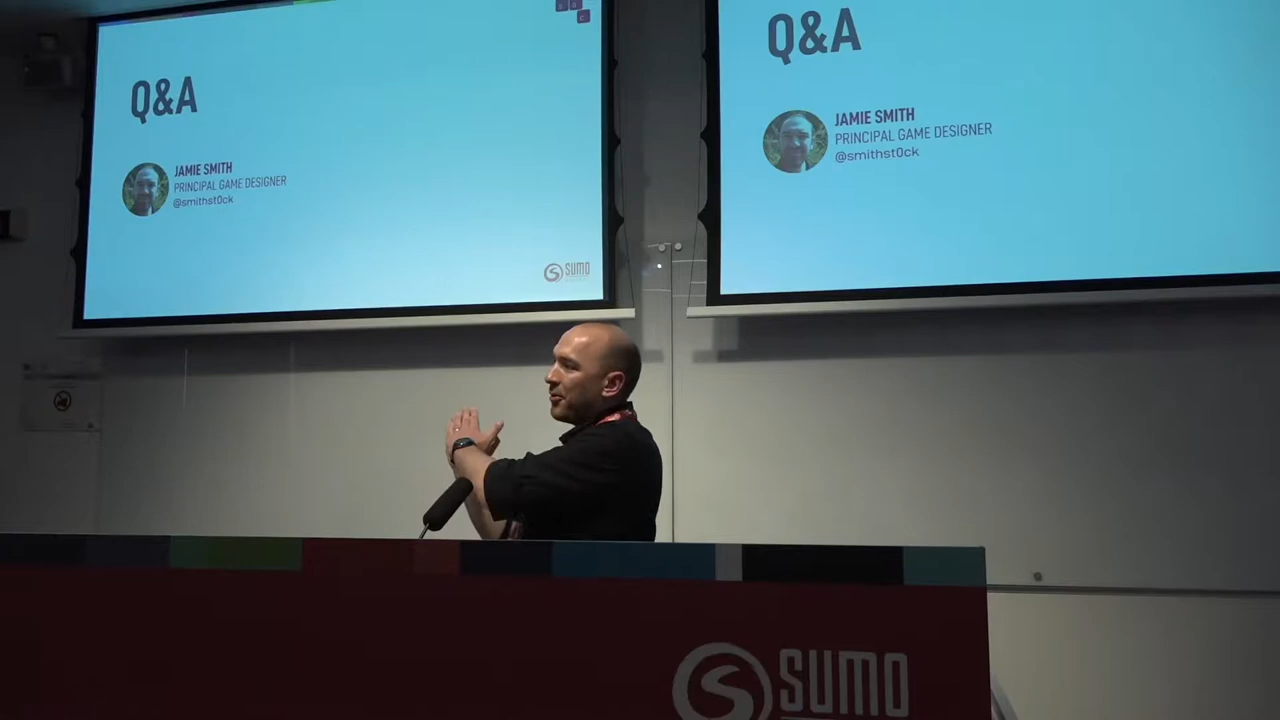 Q&A
JAMIE SMITH
PRINCIPAL GAME DESIGNER
@smithst0ck
SUMO
Q&A
JAMIE SMITH
PRINCIPAL GAME DESIGNER
@smithst0ck
SUMO